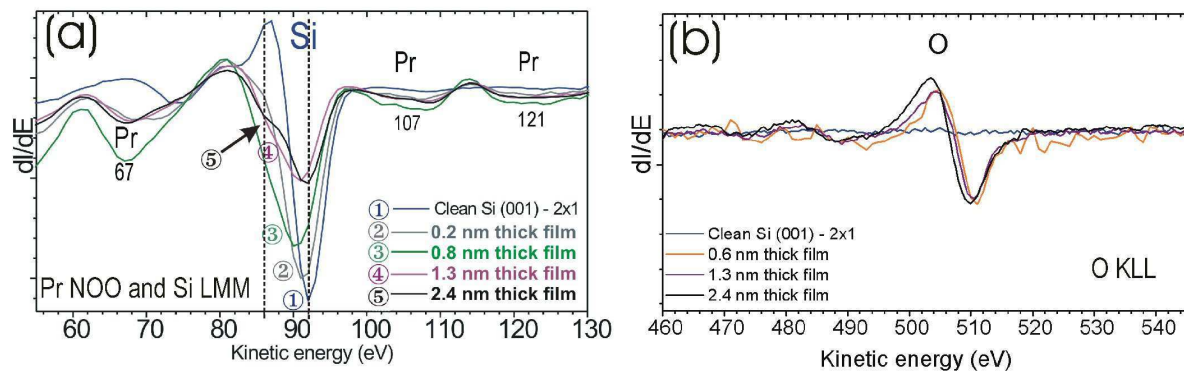 (a)
Si
Pr
Pr
Pr
67
107
121
⑤
④
③
②
①
① Clean Si (001) - 2x1
② 0.2 nm thick film
③ 0.8 nm thick film
④ 1.3 nm thick film
⑤ 2.4 nm thick film
Pr NOO and Si LMM
dI/dE
60 70 80 90 100 110 120 130
Kinetic energy (eV)
(b)
O
dI/dE
Clean Si (001) - 2x1
0.6 nm thick film
1.3 nm thick film
2.4 nm thick film
O KLL
460 470 480 490 500 510 520 530 540
Kinetic energy (eV)